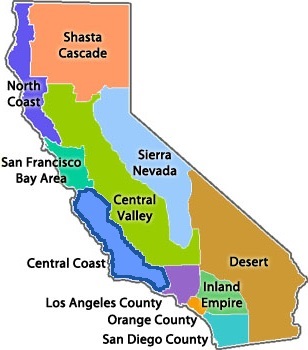 Shasta
Cascade
North
Coast
San Francisco
Bay Area
Sierra
Nevada
Central
Valley
Central Coast
Desert
Inland
Empire
Los Angeles County
Orange County
San Diego County